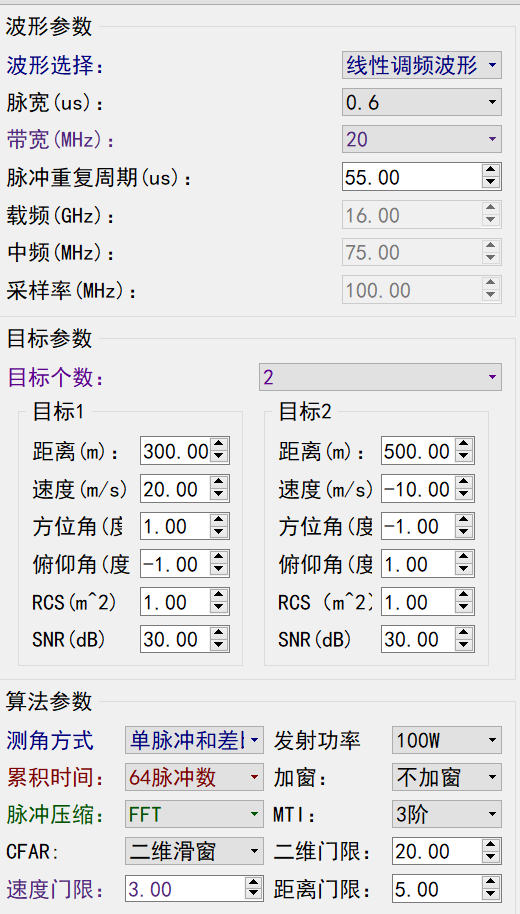 波形参数
波形选择: 线性调频波形
脉宽(us): 0.6
带宽(MHz): 20
脉冲重复周期(us): 55.00
载频(GHz): 16.00
中频(MHz): 75.00
采样率(MHz): 100.00
目标参数
目标个数: 2
目标1 目标2
距离(m): 300.00 距离(m): 500.00
速度(m/s) 20.00 速度(m/s) -10.00
方位角(度 1.00 方位角(度 -1.00
俯仰角(度 -1.00 俯仰角(度 1.00
RCS(m^2) 1.00 RCS (m^2) 1.00
SNR(dB) 30.00 SNR(dB) 30.00
算法参数
测角方式 单脉冲和差比 发射功率 100W
累积时间: 64脉冲数 加窗: 不加窗
脉冲压缩: FFT MTI: 3阶
CFAR: 二维滑窗 二维门限: 20.00
速度门限: 3.00 距离门限: 5.00